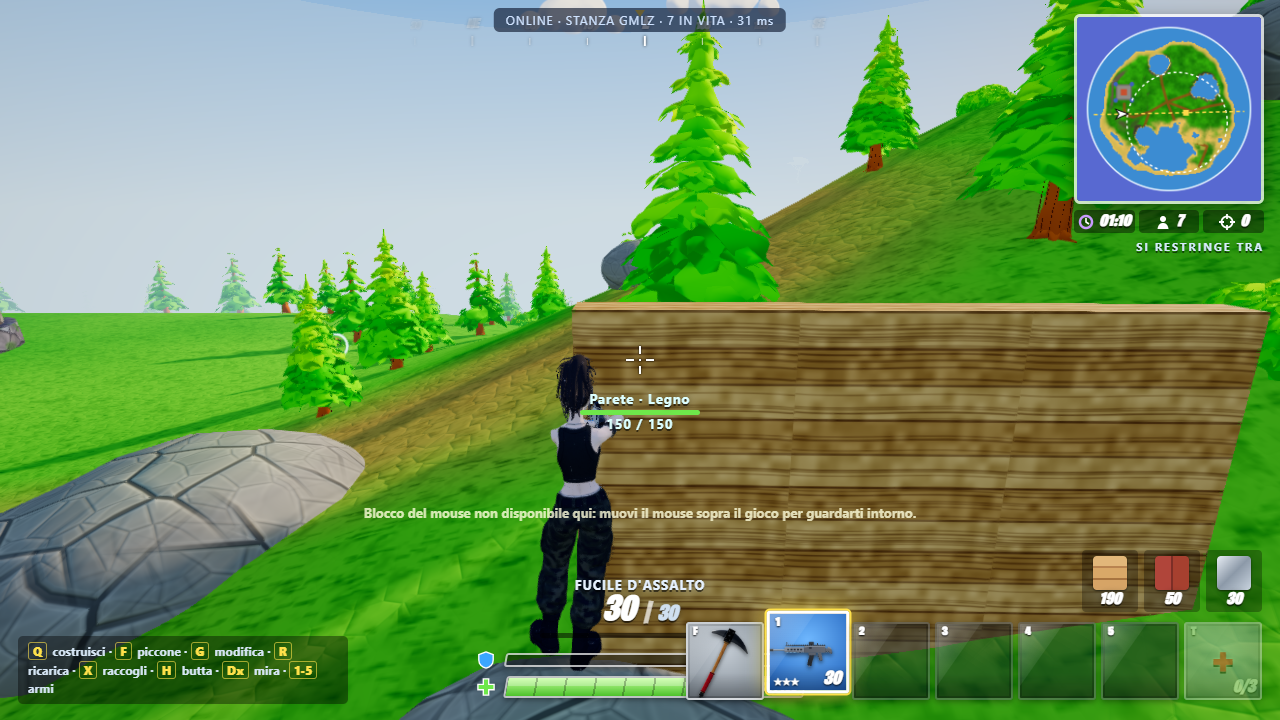 ONLINE · STANZA GMLZ · 7 IN VITA · 31 ms
01:10 7 0
SI RESTRINGE TRA
Parete · Legno
150 / 150
Blocco del mouse non disponibile qui: muovi il mouse sopra il gioco per guardarti intorno.
FUCILE D'ASSALTO
30 / 30
190 50 30
Q costruisci · F piccone · G modifica · R
ricarica · X raccogli · H butta · Dx mira · 1-5
armi
F 1 2 3 4 5 T
30 0/3